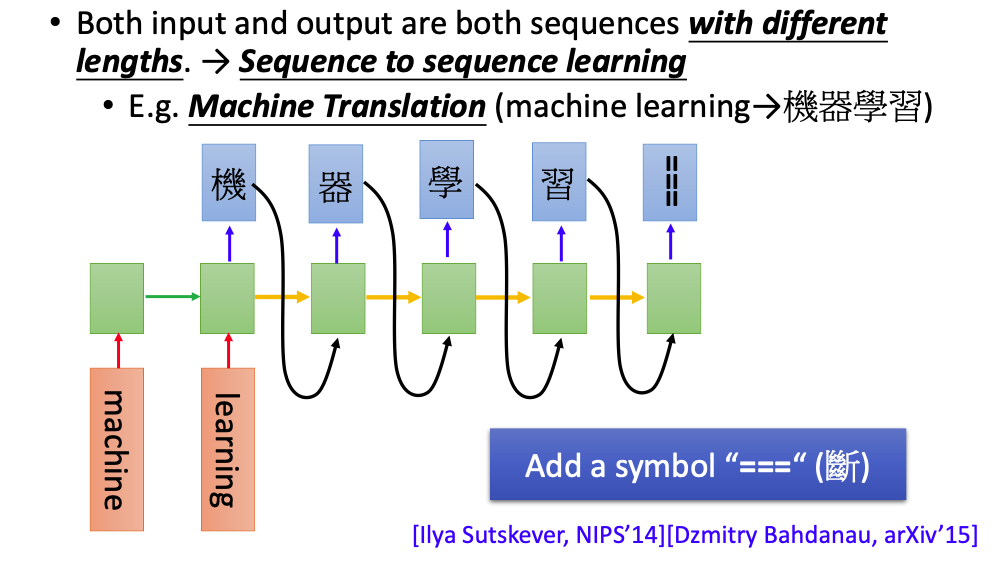 • Both input and output are both sequences with different
lengths. → Sequence to sequence learning
• E.g. Machine Translation (machine learning→機器學習)
機 器 學 習 ===
machine learning
Add a symbol “===“ (斷)
[Ilya Sutskever, NIPS’14][Dzmitry Bahdanau, arXiv’15]